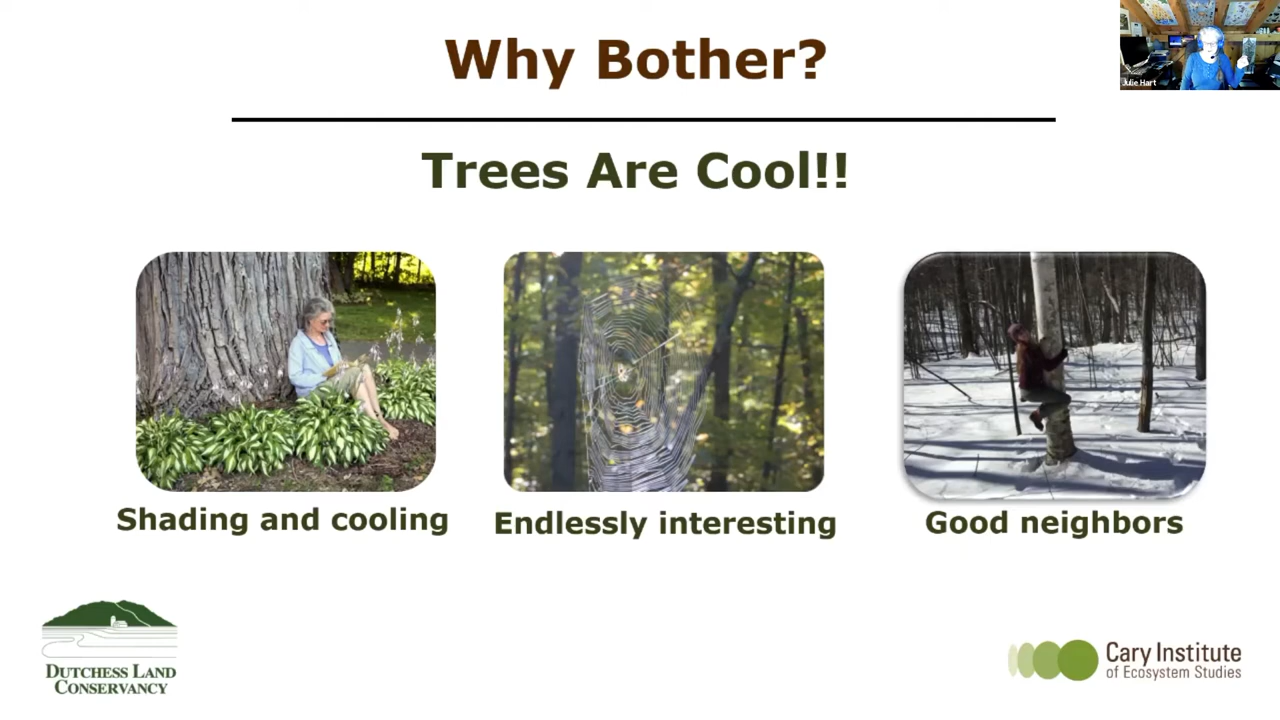 Why Bother?
Julie Hart
Trees Are Cool!!
Shading and cooling
Endlessly interesting
Good neighbors
DUTCHESS LAND
CONSERVANCY
Cary Institute
of Ecosystem Studies